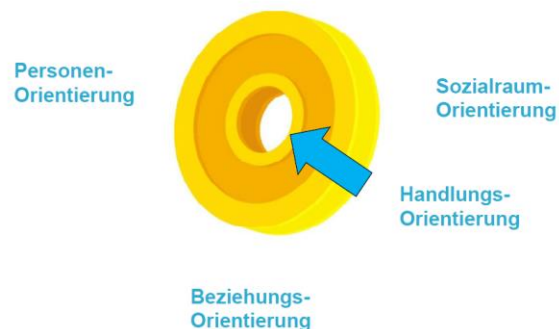 Personen-
Orientierung
Sozialraum-
Orientierung
Handlungs-
Orientierung
Beziehungs-
Orientierung